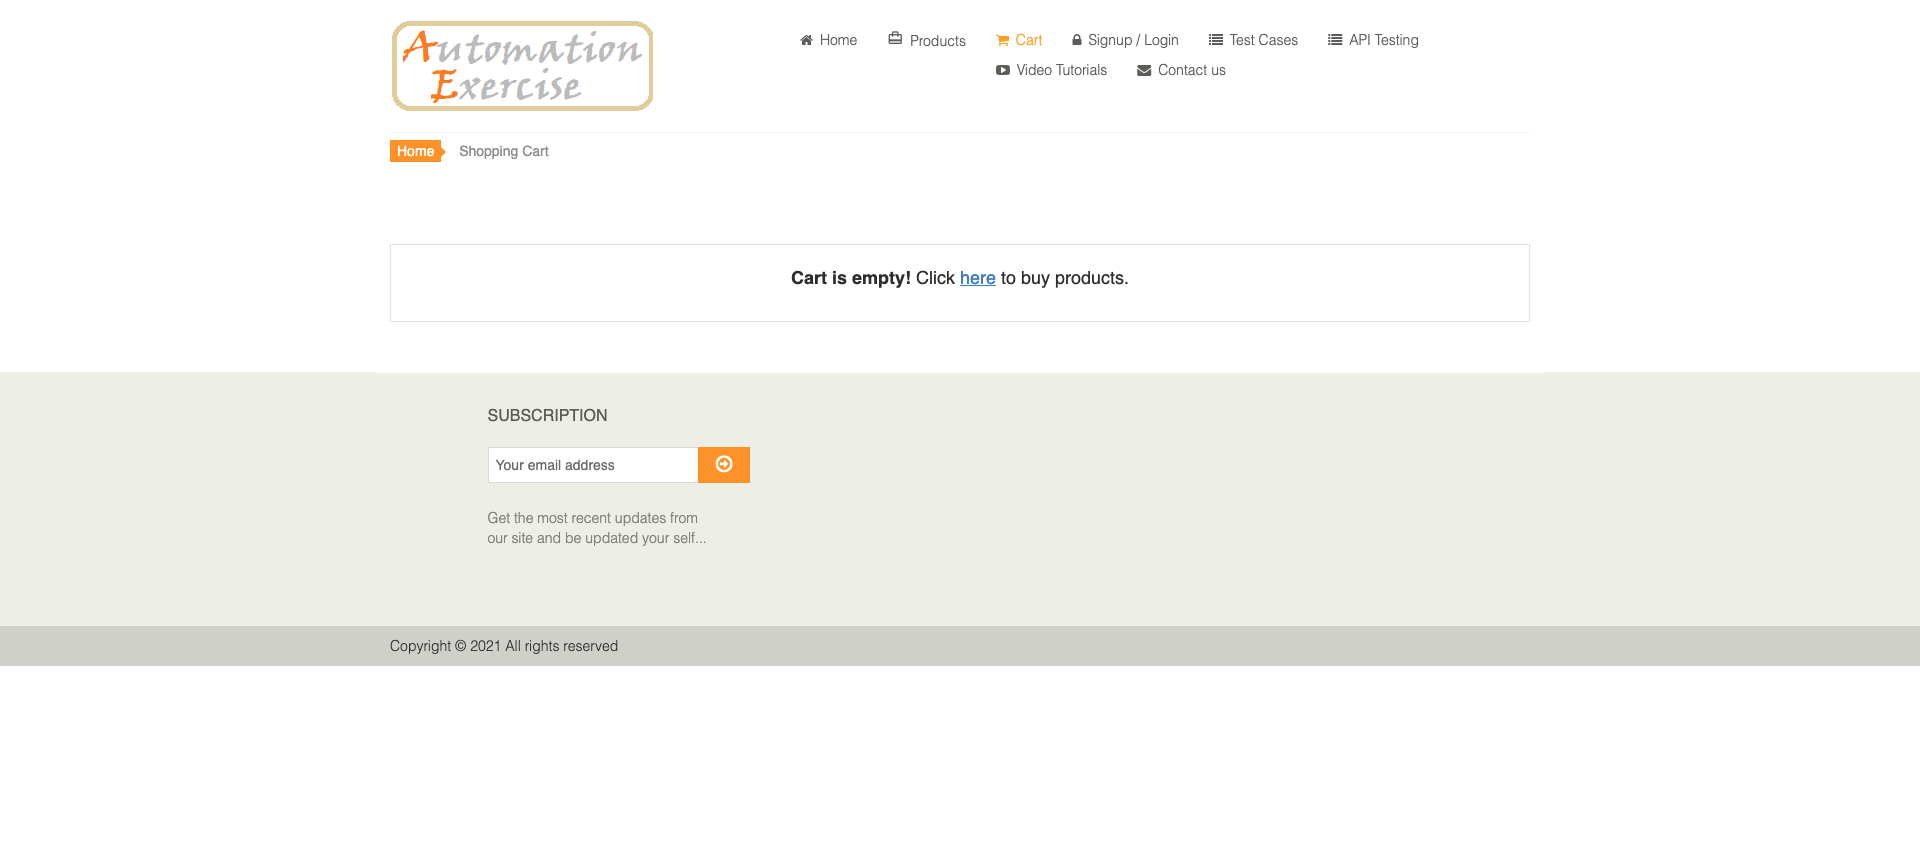 Automation
Exercise
Home
Products
Cart
Signup / Login
Test Cases
API Testing
Video Tutorials
Contact us
Home
Shopping Cart
Cart is empty! Click here to buy products.
SUBSCRIPTION
Your email address
Get the most recent updates from
our site and be updated your self...
Copyright © 2021 All rights reserved